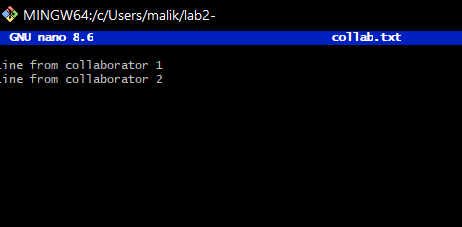 MINGW64:/c/Users/malik/lab2-
GNU nano 8.6 collab.txt
line from collaborator 1
line from collaborator 2